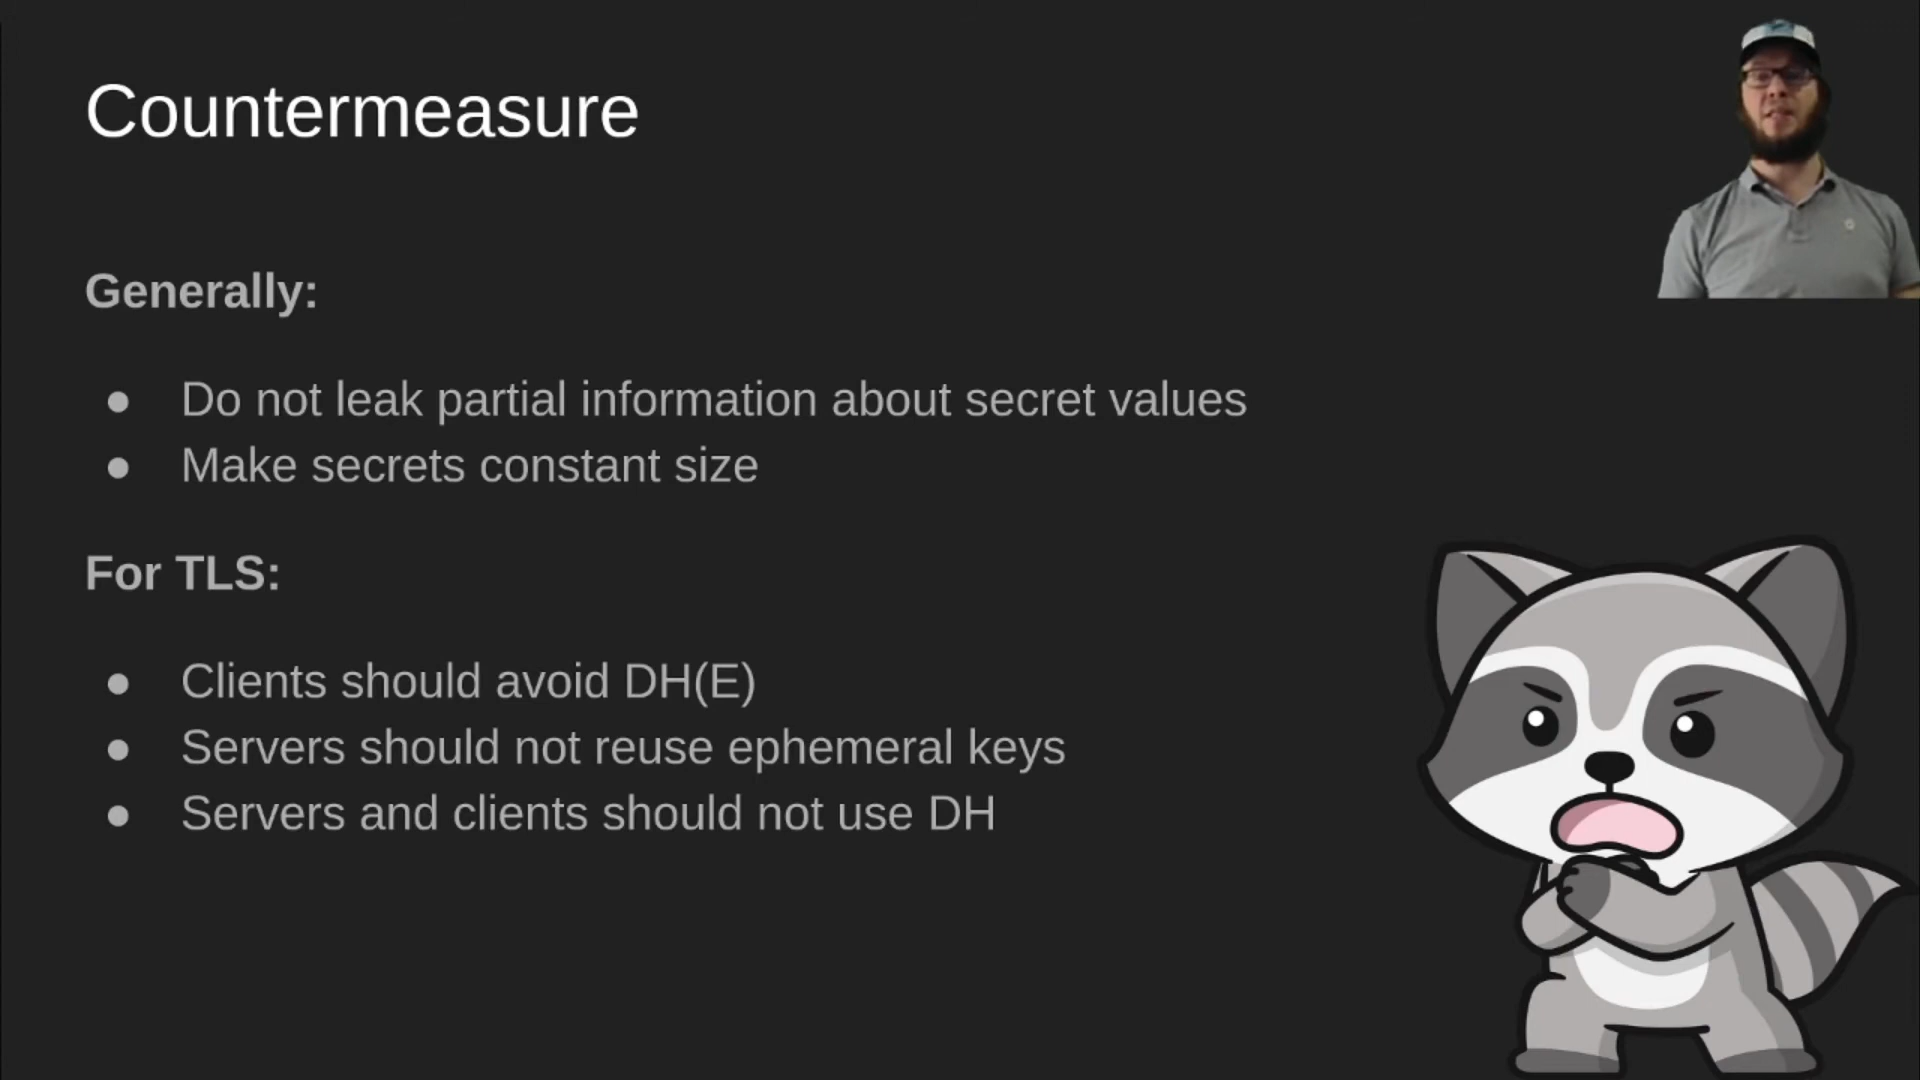 Countermeasure
Generally:
● Do not leak partial information about secret values
● Make secrets constant size
For TLS:
● Clients should avoid DH(E)
● Servers should not reuse ephemeral keys
● Servers and clients should not use DH